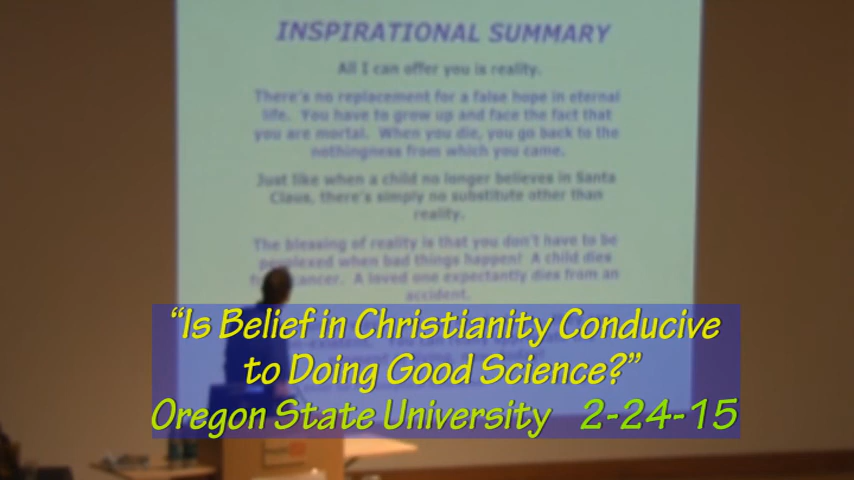 INSPIRATIONAL SUMMARY
All I can offer you is reality.
There's no replacement for a false hope in eternal
life. You have to grow up and face the fact that
you are mortal. When you die, you go back to the
nothingness from which you came.
Just like when a child no longer believes in Santa
Claus, there's simply no substitute other than
reality.
The blessing of reality is that you don't have to be
perplexed when bad things happen! A child dies
cancer. A loved one expectantly dies from an
accident.
“Is Belief in Christianity Conducive
to Doing Good Science?”
Oregon State University 2-24-15